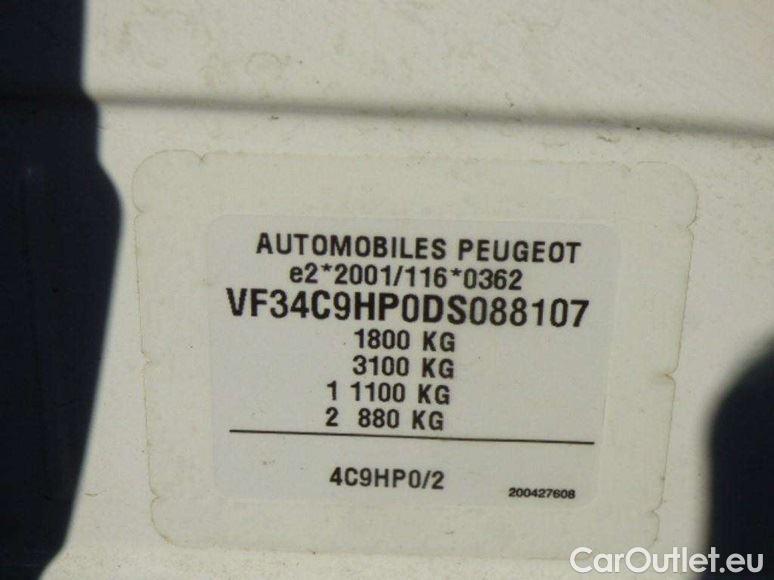 AUTOMOBILES PEUGEOT
e2*2001/116*0362
VF34C9HP0DS088107
1800 KG
3100 KG
1 1100 KG
2 880 KG
4C9HP0/2
200427608
CarOutlet.eu